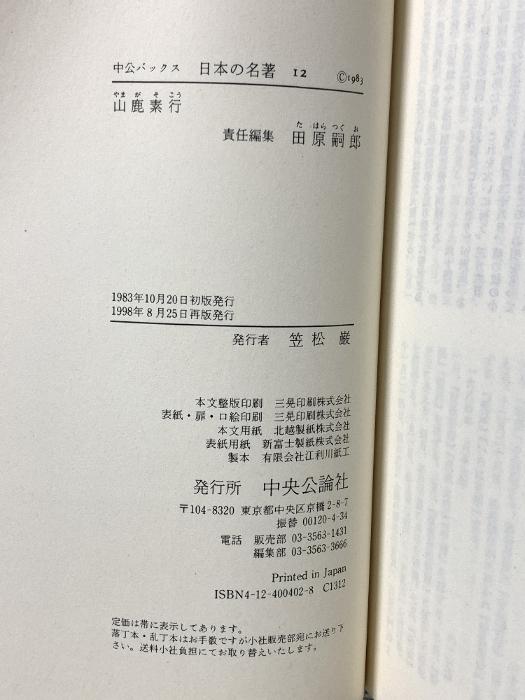 中公バックス 日本の名著 12 ©1983
やまがそこう
山鹿素行
たはらつぐお
責任編集 田原嗣郎
1983年10月20日初版発行
1998年8月25日再版発行
発行者 笠松 巌
本文整版印刷 三晃印刷株式会社
表紙・扉・口絵印刷 三晃印刷株式会社
本文用紙 北越製紙株式会社
表紙用紙 新富士製紙株式会社
製本 有限会社江利川紙工
発行所 中央公論社
〒104-8320 東京都中央区京橋2-8-7
振替 00120-4-34
電話 販売部 03-3563-1431
編集部 03-3563-3666
Printed in Japan
ISBN4-12-400402-8 C1312
定価は帯に表示してあります。
落丁本・乱丁本はお手数ですが小社販売部宛にお送り下
さい。送料小社負担にてお取り替えいたします。